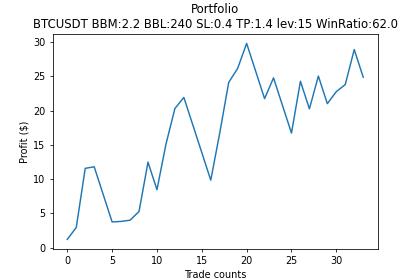 Portfolio
BTCUSDT BBM:2.2 BBL:240 SL:0.4 TP:1.4 lev:15 WinRatio:62.0
30
25
20
15
10
5
0
Profit ($)
0 5 10 15 20 25 30
Trade counts